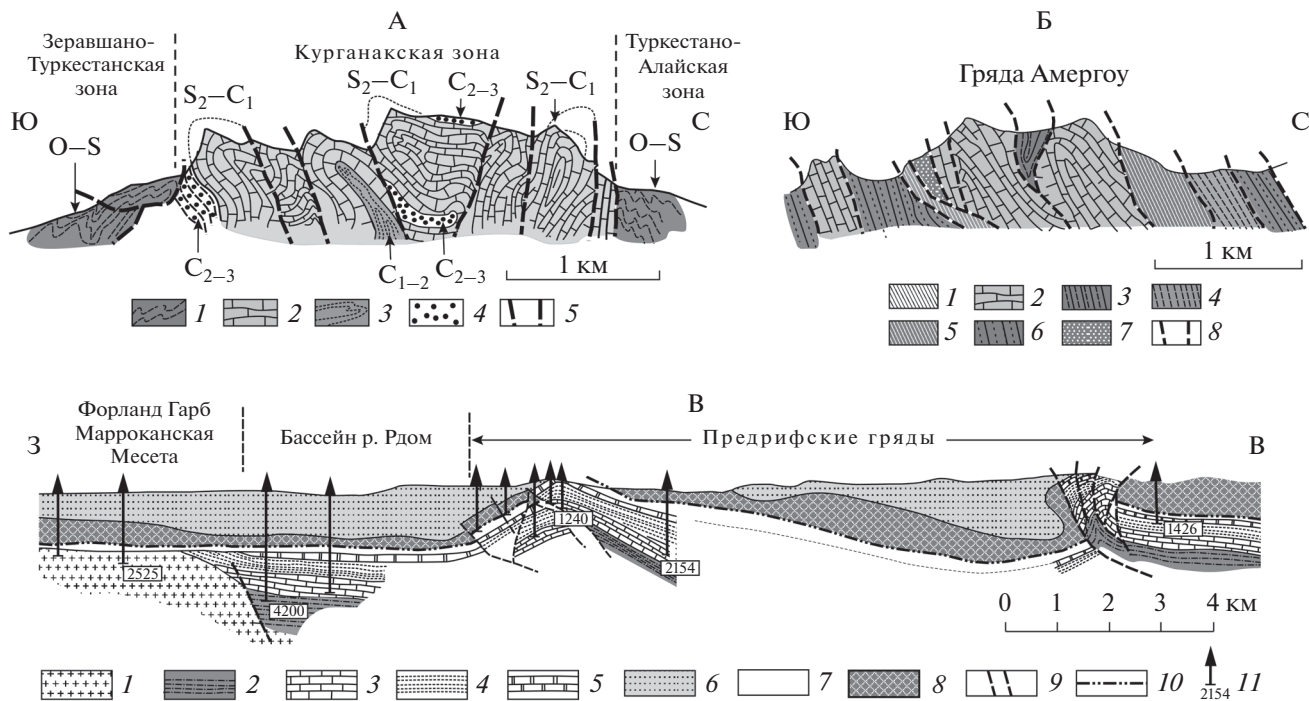 А
Зеравшано-
Туркестанская
зона
Курганакская зона
Туркестано-
Алайская
зона
S2–C1
S2–C1
C2–3
S2–C1
Ю
С
O–S
O–S
C2–3
C1–2
C2–3
1 км
1 2 3 4 5
Б
Гряда Амергоу
Ю
С
1 км
1 2 3 4
5 6 7 8
В
Форланд Гарб
Марроканская
Месета
Бассейн р. Рдом
Предрифские гряды
З
В
2525
4200
1240
2154
1426
0 1 2 3 4 км
1 2 3 4 5 6 7 8 9 10 11
2154